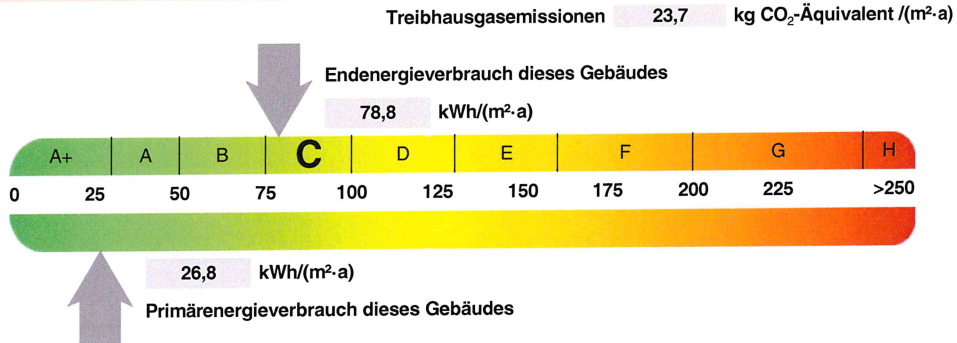 Treibhausgasemissionen 23,7 kg CO₂-Äquivalent /(m²·a)
Endenergieverbrauch dieses Gebäudes
78,8 kWh/(m²·a)
A+ A B C D E F G H
0 25 50 75 100 125 150 175 200 225 >250
26,8 kWh/(m²·a)
Primärenergieverbrauch dieses Gebäudes